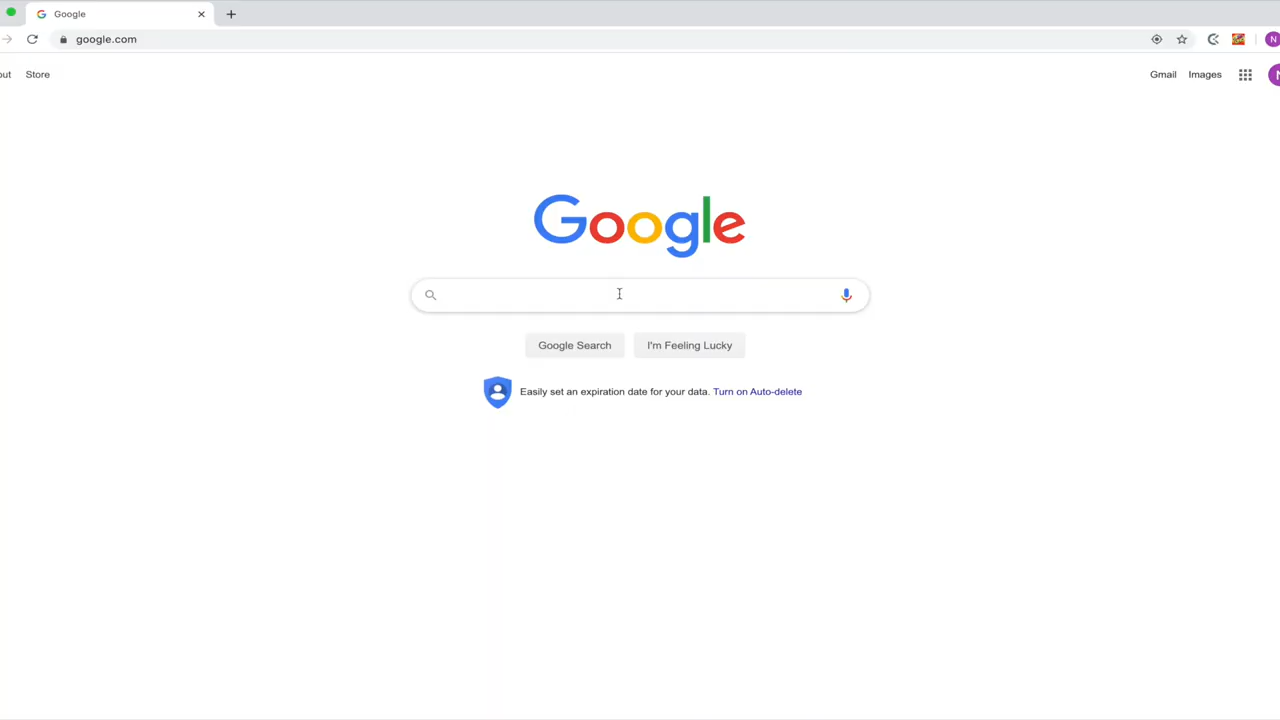 Google
google.com
out Store Gmail Images N
Google
Google Search I'm Feeling Lucky
Easily set an expiration date for your data. Turn on Auto-delete